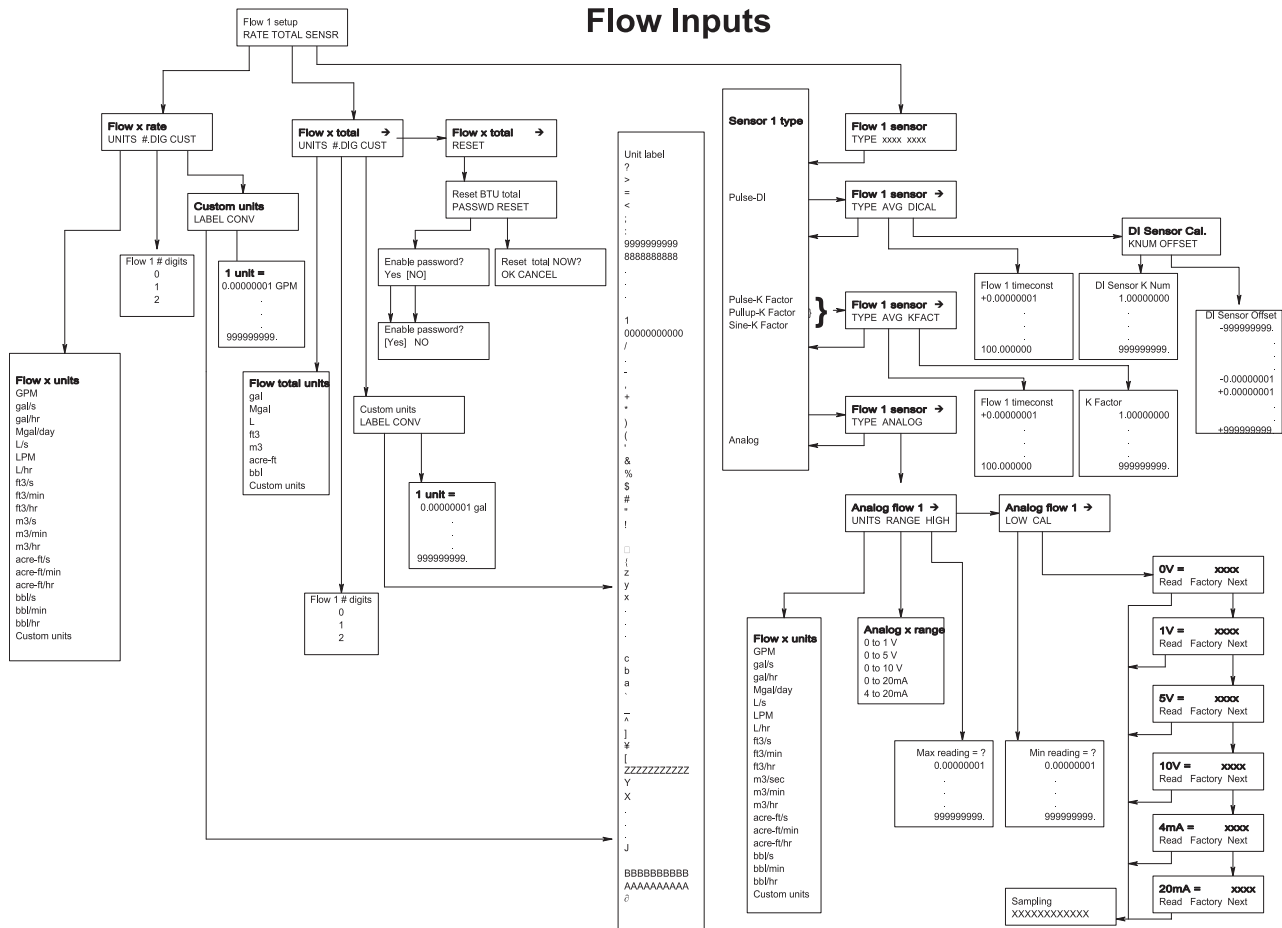 Flow Inputs
Flow 1 setup
RATE TOTAL SENSR
Flow x rate
UNITS #.DIG CUST
Flow x total →
UNITS #.DIG CUST
Flow x total →
RESET
Custom units
LABEL CONV
Reset BTU total
PASSWD RESET
Flow 1 # digits
0
1
2
1 unit =
0.00000001 GPM
.
.
.
999999999.
Enable password?
Yes [NO]
Reset total NOW?
OK CANCEL
Enable password?
[Yes] NO
Flow x units
GPM
gal/s
gal/hr
Mgal/day
L/s
LPM
L/hr
ft3/s
ft3/min
ft3/hr
m3/s
m3/min
m3/hr
acre-ft/s
acre-ft/min
acre-ft/hr
bbl/s
bbl/min
bbl/hr
Custom units
Flow total units
gal
Mgal
L
ft3
m3
acre-ft
bbl
Custom units
Custom units
LABEL CONV
1 unit =
0.00000001 gal
.
.
.
999999999.
Flow 1 # digits
0
1
2
Unit label
?
>
=
<
;
:
9999999999
8888888888
.
.
.
1
00000000000
/
.
-
,
+
*
)
(
'
&
%
$
#
"
!
□
{
z
y
x
.
.
.
c
b
a
`
_
^
]
¥
[
ZZZZZZZZZZZ
Y
X
.
.
.
J
BBBBBBBBBB
AAAAAAAAAA
∂
Sensor 1 type
Pulse-DI
Pulse-K Factor
Pullup-K Factor
Sine-K Factor
Analog
Flow 1 sensor
TYPE xxxx xxxx
Flow 1 sensor →
TYPE AVG DICAL
DI Sensor Cal.
KNUM OFFSET
Flow 1 timeconst
+0.00000001
.
.
.
100.000000
DI Sensor K Num
1.00000000
.
.
.
999999999.
DI Sensor Offset
-999999999.
.
.
.
-0.00000001
+0.00000001
.
.
+999999999.
Flow 1 sensor →
TYPE AVG KFACT
Flow 1 timeconst
+0.00000001
.
.
.
100.000000
K Factor
1.00000000
.
.
.
999999999.
Flow 1 sensor →
TYPE ANALOG
Analog flow 1 →
UNITS RANGE HIGH
Analog flow 1 →
LOW CAL
Flow x units
GPM
gal/s
gal/hr
Mgal/day
L/s
LPM
L/hr
ft3/s
ft3/min
ft3/hr
m3/sec
m3/min
m3/hr
acre-ft/s
acre-ft/min
acre-ft/hr
bbl/s
bbl/min
bbl/hr
Custom units
Analog x range
0 to 1 V
0 to 5 V
0 to 10 V
0 to 20mA
4 to 20mA
Max reading = ?
0.00000001
.
.
.
999999999.
Min reading = ?
0.00000001
.
.
.
999999999.
0V = xxxx
Read Factory Next
1V = xxxx
Read Factory Next
5V = xxxx
Read Factory Next
10V = xxxx
Read Factory Next
4mA = xxxx
Read Factory Next
20mA = xxxx
Read Factory Next
Sampling
XXXXXXXXXXXX